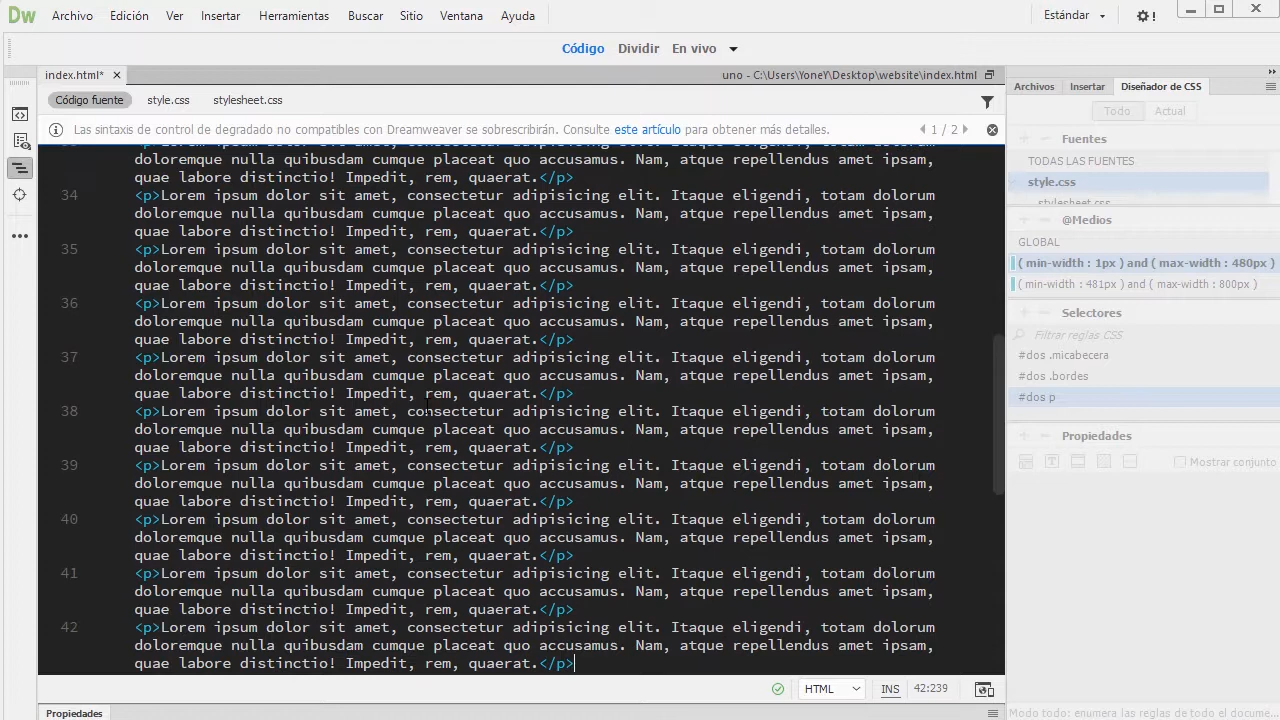 Dw Archivo Edición Ver Insertar Herramientas Buscar Sitio Ventana Ayuda Estándar
Código Dividir En vivo
index.html* uno - C:\Users\YoneY\Desktop\website\index.html
Archivos Insertar Diseñador de CSS
Código fuente style.css stylesheet.css
Todo Actual
Las sintaxis de control de degradado no compatibles con Dreamweaver se sobrescribirán. Consulte este artículo para obtener más detalles. 1 / 2
doloremque nulla quibusdam cumque placeat quo accusamus. Nam, atque repellendus amet ipsam,
quae labore distinctio! Impedit, rem, quaerat.</p>
34 <p>Lorem ipsum dolor sit amet, consectetur adipisicing elit. Itaque eligendi, totam dolorum
doloremque nulla quibusdam cumque placeat quo accusamus. Nam, atque repellendus amet ipsam,
quae labore distinctio! Impedit, rem, quaerat.</p>
35 <p>Lorem ipsum dolor sit amet, consectetur adipisicing elit. Itaque eligendi, totam dolorum
doloremque nulla quibusdam cumque placeat quo accusamus. Nam, atque repellendus amet ipsam,
quae labore distinctio! Impedit, rem, quaerat.</p>
36 <p>Lorem ipsum dolor sit amet, consectetur adipisicing elit. Itaque eligendi, totam dolorum
doloremque nulla quibusdam cumque placeat quo accusamus. Nam, atque repellendus amet ipsam,
quae labore distinctio! Impedit, rem, quaerat.</p>
37 <p>Lorem ipsum dolor sit amet, consectetur adipisicing elit. Itaque eligendi, totam dolorum
doloremque nulla quibusdam cumque placeat quo accusamus. Nam, atque repellendus amet ipsam,
quae labore distinctio! Impedit, rem, quaerat.</p>
38 <p>Lorem ipsum dolor sit amet, consectetur adipisicing elit. Itaque eligendi, totam dolorum
doloremque nulla quibusdam cumque placeat quo accusamus. Nam, atque repellendus amet ipsam,
quae labore distinctio! Impedit, rem, quaerat.</p>
39 <p>Lorem ipsum dolor sit amet, consectetur adipisicing elit. Itaque eligendi, totam dolorum
doloremque nulla quibusdam cumque placeat quo accusamus. Nam, atque repellendus amet ipsam,
quae labore distinctio! Impedit, rem, quaerat.</p>
40 <p>Lorem ipsum dolor sit amet, consectetur adipisicing elit. Itaque eligendi, totam dolorum
doloremque nulla quibusdam cumque placeat quo accusamus. Nam, atque repellendus amet ipsam,
quae labore distinctio! Impedit, rem, quaerat.</p>
41 <p>Lorem ipsum dolor sit amet, consectetur adipisicing elit. Itaque eligendi, totam dolorum
doloremque nulla quibusdam cumque placeat quo accusamus. Nam, atque repellendus amet ipsam,
quae labore distinctio! Impedit, rem, quaerat.</p>
42 <p>Lorem ipsum dolor sit amet, consectetur adipisicing elit. Itaque eligendi, totam dolorum
doloremque nulla quibusdam cumque placeat quo accusamus. Nam, atque repellendus amet ipsam,
quae labore distinctio! Impedit, rem, quaerat.</p>
Fuentes
TODAS LAS FUENTES
style.css
stylesheet.css
@Medios
GLOBAL
( min-width : 1px ) and ( max-width : 480px )
( min-width : 481px ) and ( max-width : 800px )
Selectores
Filtrar reglas CSS
#dos .micabecera
#dos .bordes
#dos p
Propiedades
Mostrar conjunto
HTML INS 42:239
Propiedades
Modo todo: enumera las reglas de todo el docume...